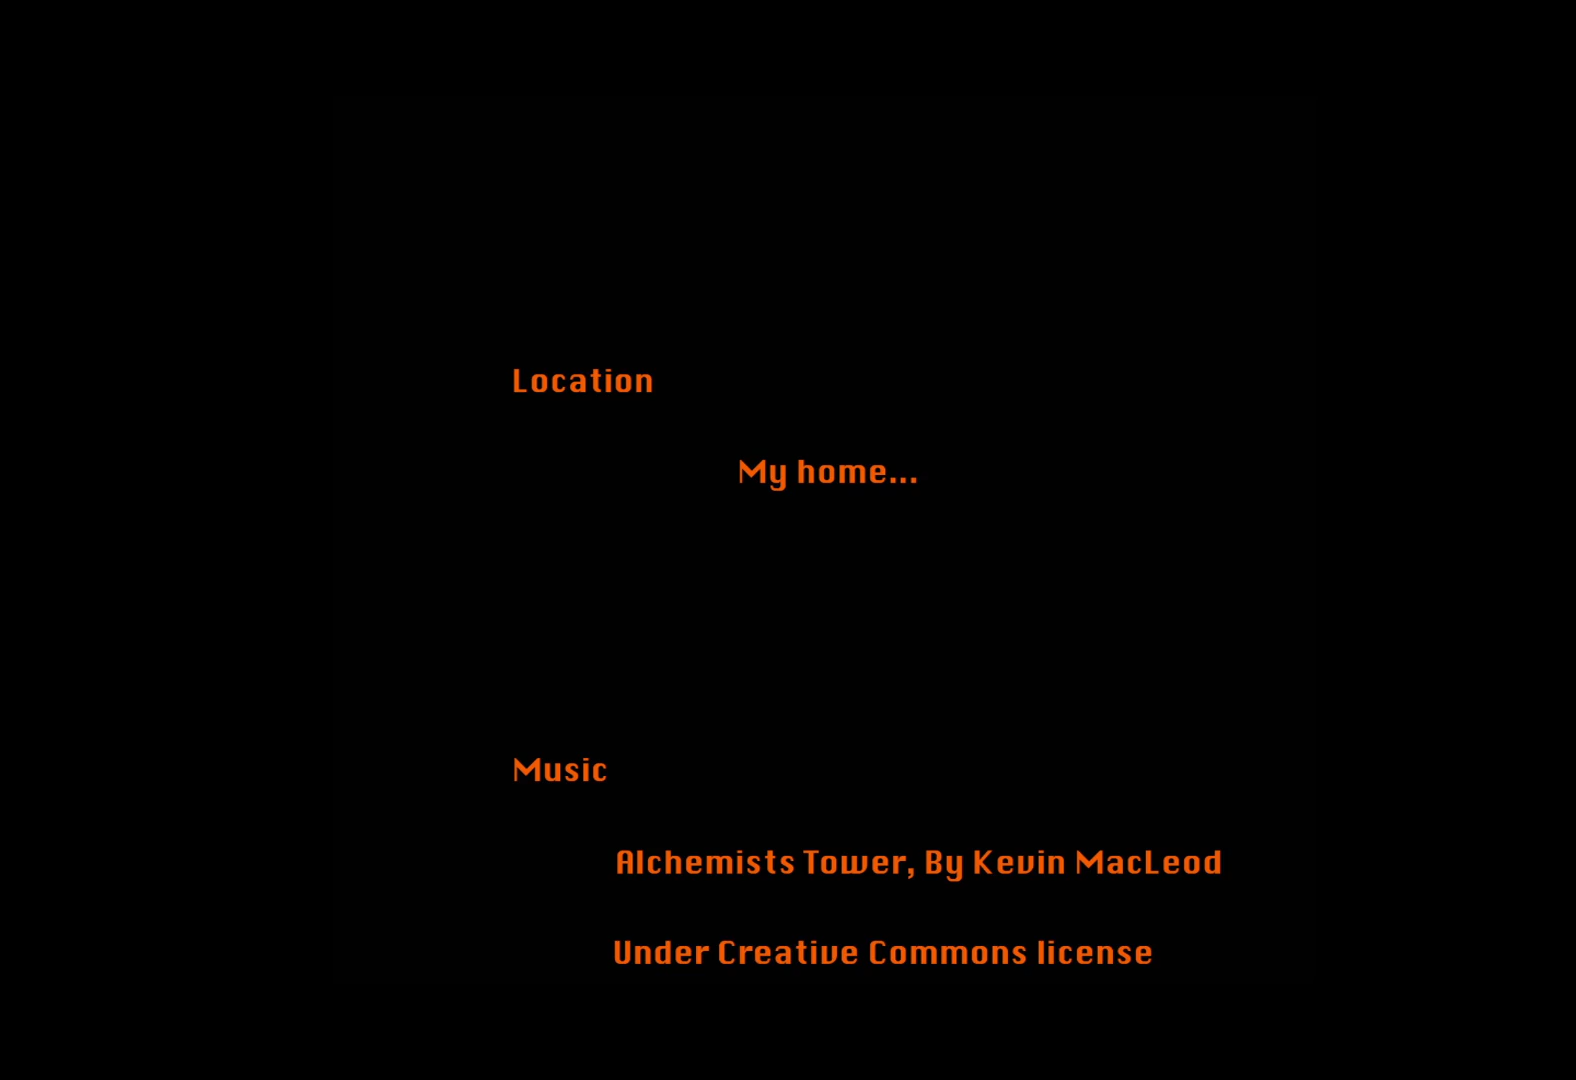 Location
My home...
Music
Alchemists Tower, By Kevin MacLeod
Under Creative Commons license